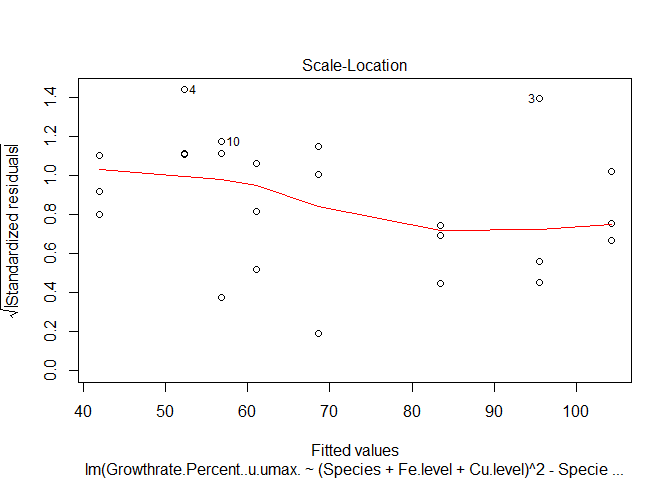 Scale-Location
√|Standardized residuals|
0.0 0.2 0.4 0.6 0.8 1.0 1.2 1.4
4
3
10
40 50 60 70 80 90 100
Fitted values
lm(Growthrate.Percent..u.umax. ~ (Species + Fe.level + Cu.level)^2 - Specie ...